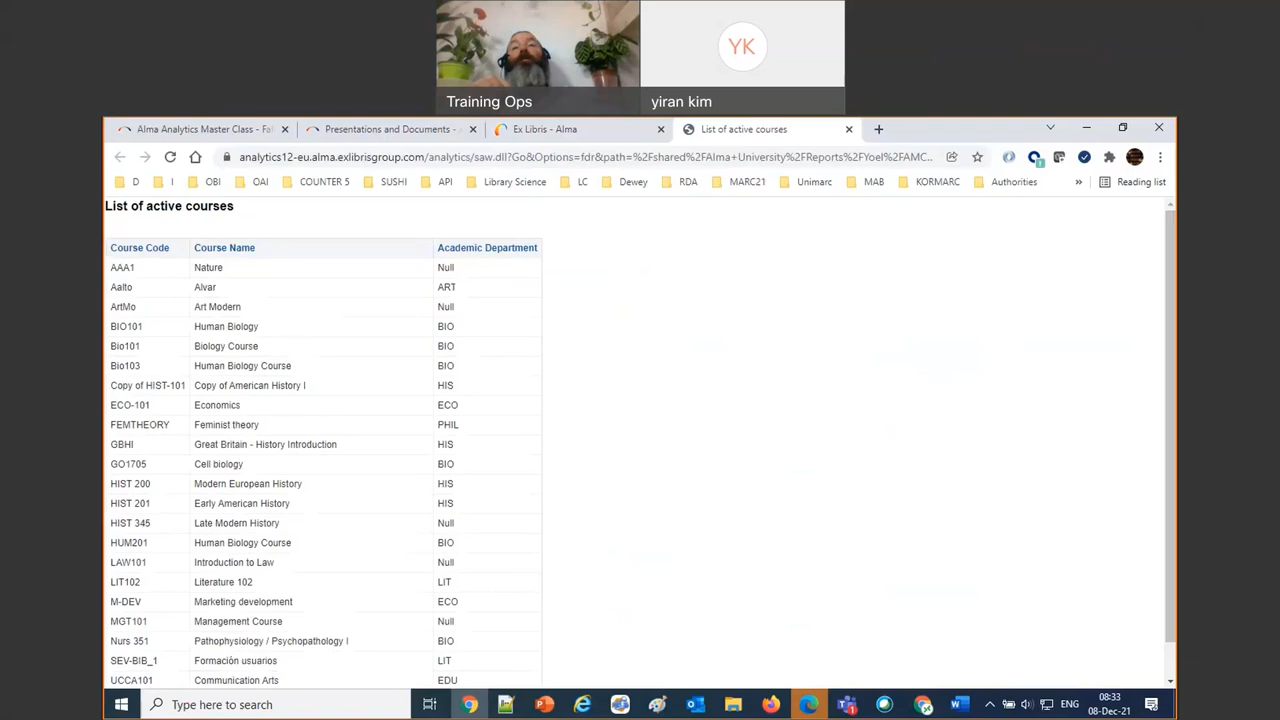 YK
Training Ops
yiran kim
Alma Analytics Master Class - Fal
Presentations and Documents -
Ex Libris - Alma
List of active courses
analytics12-eu.alma.exlibrisgroup.com/analytics/saw.dll?Go&Options=fdr&path=%2Fshared%2FAlma+University%2FReports%2FYoel%2FAMC...
D I OBI OAI COUNTER 5 SUSHI API Library Science LC Dewey RDA MARC21 Unimarc MAB KORMARC Authorities » Reading list
List of active courses
Course Code Course Name Academic Department
AAA1 Nature Null
Aalto Alvar ART
ArtMo Art Modern Null
BIO101 Human Biology BIO
Bio101 Biology Course BIO
Bio103 Human Biology Course BIO
Copy of HIST-101 Copy of American History I HIS
ECO-101 Economics ECO
FEMTHEORY Feminist theory PHIL
GBHI Great Britain - History Introduction HIS
GO1705 Cell biology BIO
HIST 200 Modern European History HIS
HIST 201 Early American History HIS
HIST 345 Late Modern History Null
HUM201 Human Biology Course BIO
LAW101 Introduction to Law Null
LIT102 Literature 102 LIT
M-DEV Marketing development ECO
MGT101 Management Course Null
Nurs 351 Pathophysiology / Psychopathology I BIO
SEV-BIB_1 Formación usuarios LIT
UCCA101 Communication Arts EDU
Type here to search
ENG
08:33
08-Dec-21